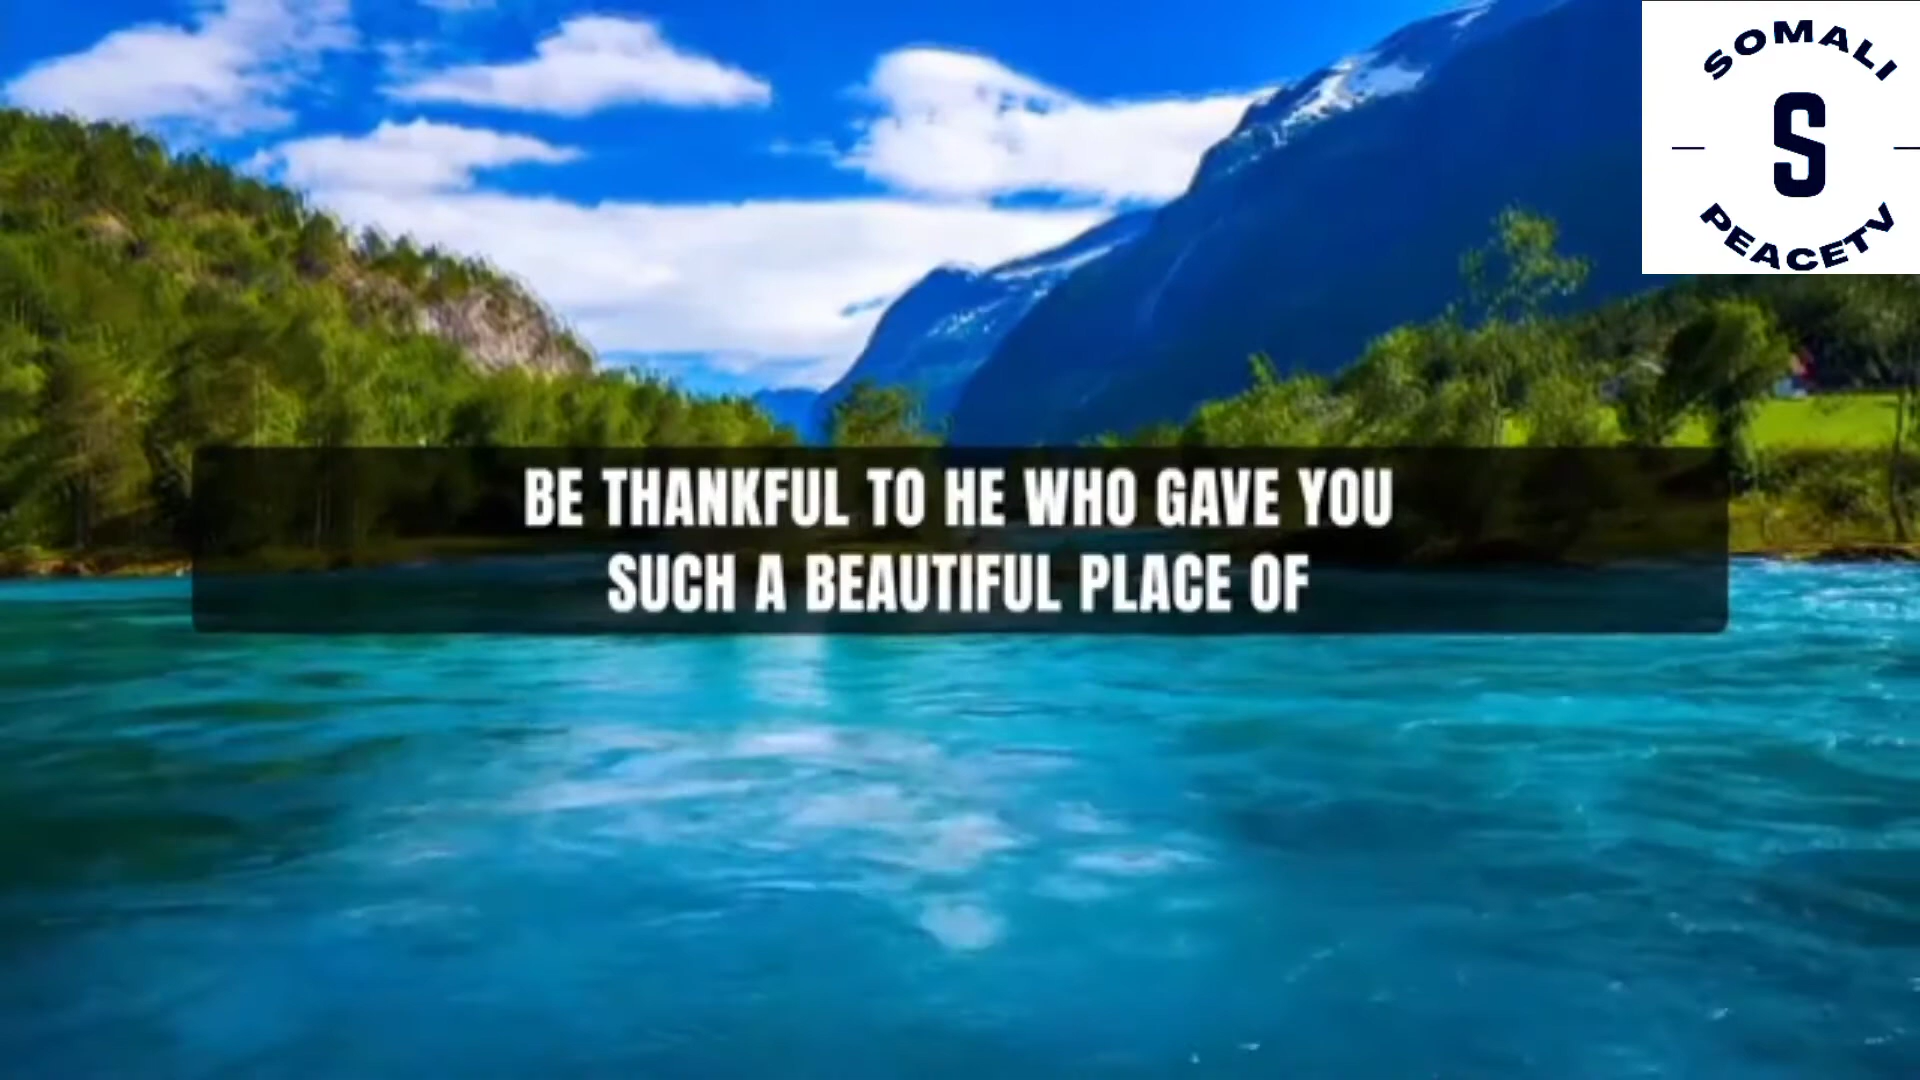 SOMALI
S
PEACETV
BE THANKFUL TO HE WHO GAVE YOU
SUCH A BEAUTIFUL PLACE OF